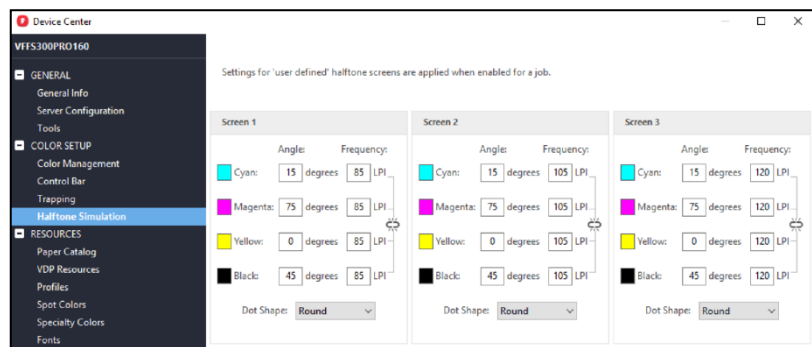 Device Center
VFFS300PRO160
GENERAL
General Info
Server Configuration
Tools
COLOR SETUP
Color Management
Control Bar
Trapping
Halftone Simulation
RESOURCES
Paper Catalog
VDP Resources
Profiles
Spot Colors
Specialty Colors
Fonts
Settings for 'user defined' halftone screens are applied when enabled for a job.
Screen 1
Angle: Frequency:
Cyan: 15 degrees 85 LPI
Magenta: 75 degrees 85 LPI
Yellow: 0 degrees 85 LPI
Black: 45 degrees 85 LPI
Dot Shape: Round
Screen 2
Angle: Frequency:
Cyan: 15 degrees 105 LPI
Magenta: 75 degrees 105 LPI
Yellow: 0 degrees 105 LPI
Black: 45 degrees 105 LPI
Dot Shape: Round
Screen 3
Angle: Frequency:
Cyan: 15 degrees 120 LPI
Magenta: 75 degrees 120 LPI
Yellow: 0 degrees 120 LPI
Black: 45 degrees 120 LPI
Dot Shape: Round